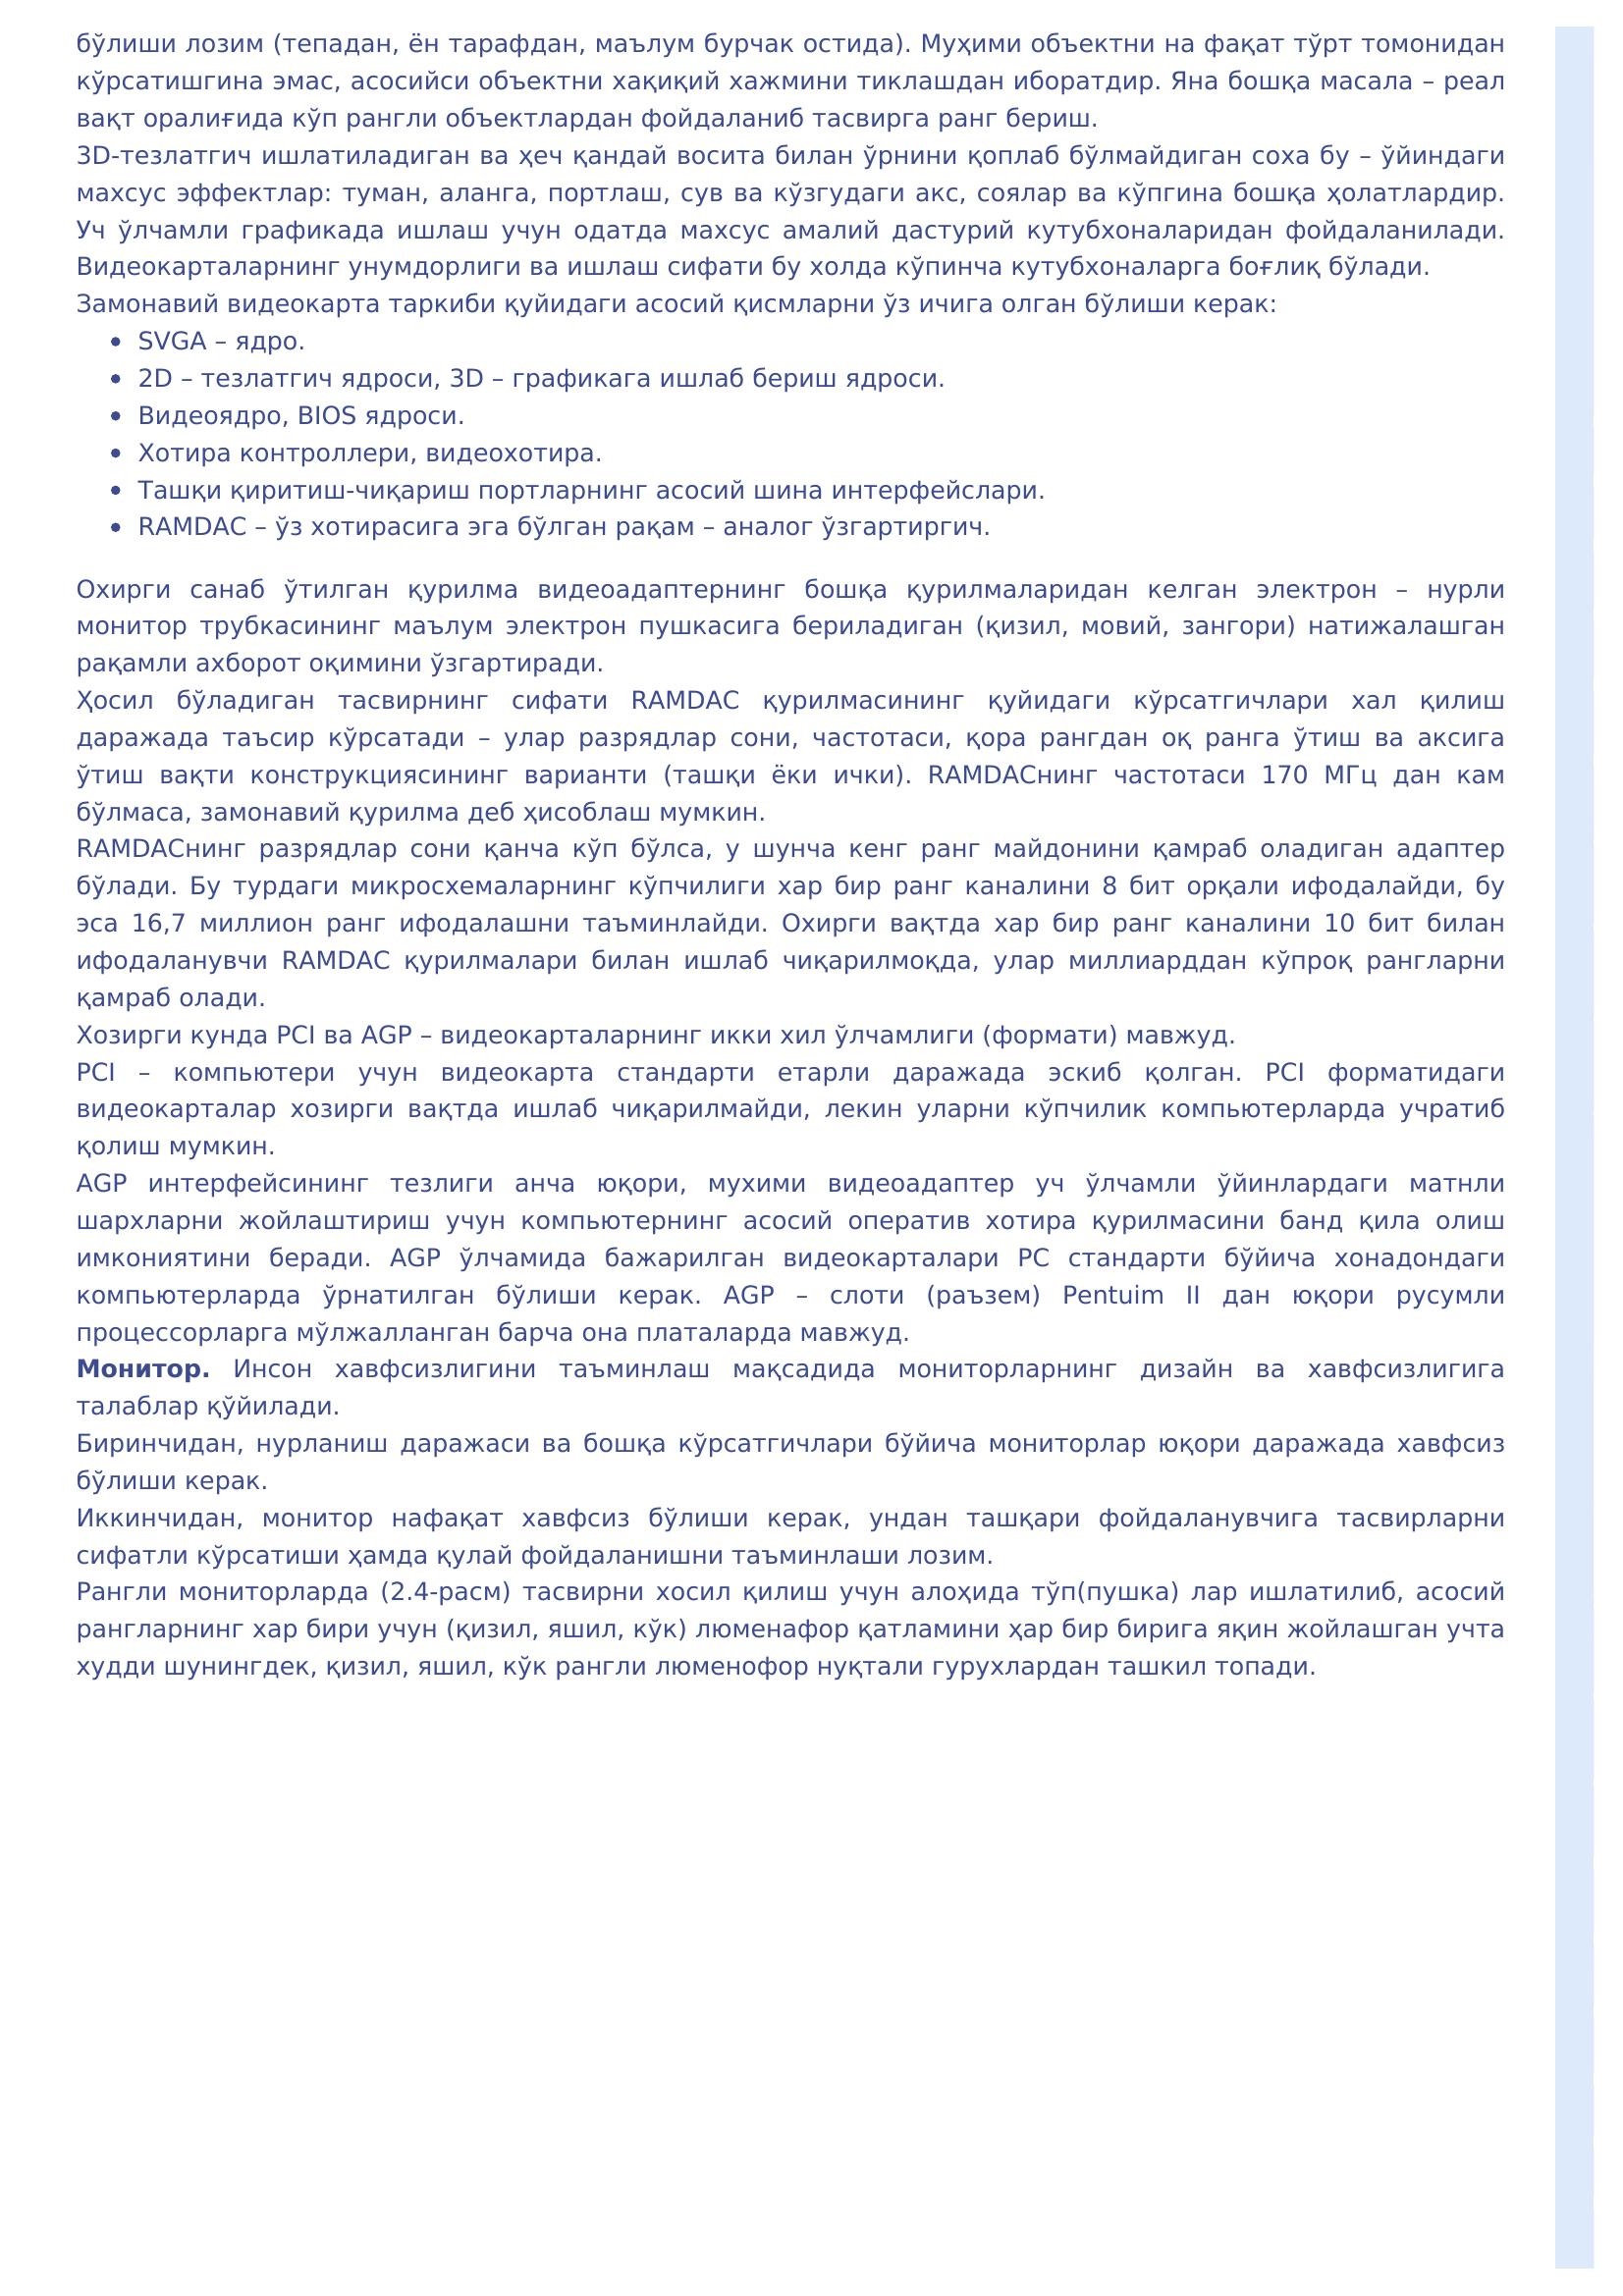 бўлиши лозим (тепадан, ён тарафдан, маълум бурчак остида). Муҳими объектни на фақат тўрт томонидан
кўрсатишгина эмас, асосийси объектни хақиқий хажмини тиклашдан иборатдир. Яна бошқа масала – реал
вақт оралиғида кўп рангли объектлардан фойдаланиб тасвирга ранг бериш.
3D-тезлатгич ишлатиладиган ва ҳеч қандай восита билан ўрнини қоплаб бўлмайдиган соха бу – ўйиндаги
махсус эффектлар: туман, аланга, портлаш, сув ва кўзгудаги акс, соялар ва кўпгина бошқа ҳолатлардир.
Уч ўлчамли графикада ишлаш учун одатда махсус амалий дастурий кутубхоналаридан фойдаланилади.
Видеокарталарнинг унумдорлиги ва ишлаш сифати бу холда кўпинча кутубхоналарга боғлиқ бўлади.
Замонавий видеокарта таркиби қуйидаги асосий қисмларни ўз ичига олган бўлиши керак:
• SVGA – ядро.
• 2D – тезлатгич ядроси, 3D – графикага ишлаб бериш ядроси.
• Видеоядро, BIOS ядроси.
• Хотира контроллери, видеохотира.
• Ташқи қиритиш-чиқариш портларнинг асосий шина интерфейслари.
• RAMDAC – ўз хотирасига эга бўлган рақам – аналог ўзгартиргич.
Охирги санаб ўтилган қурилма видеоадаптернинг бошқа қурилмаларидан келган электрон – нурли
монитор трубкасининг маълум электрон пушкасига бериладиган (қизил, мовий, зангори) натижалашган
рақамли ахборот оқимини ўзгартиради.
Ҳосил бўладиган тасвирнинг сифати RAMDAC қурилмасининг қуйидаги кўрсатгичлари хал қилиш
даражада таъсир кўрсатади – улар разрядлар сони, частотаси, қора рангдан оқ ранга ўтиш ва аксига
ўтиш вақти конструкциясининг варианти (ташқи ёки ички). RAMDACнинг частотаси 170 МГц дан кам
бўлмаса, замонавий қурилма деб ҳисоблаш мумкин.
RAMDACнинг разрядлар сони қанча кўп бўлса, у шунча кенг ранг майдонини қамраб оладиган адаптер
бўлади. Бу турдаги микросхемаларнинг кўпчилиги хар бир ранг каналини 8 бит орқали ифодалайди, бу
эса 16,7 миллион ранг ифодалашни таъминлайди. Охирги вақтда хар бир ранг каналини 10 бит билан
ифодаланувчи RAMDAC қурилмалари билан ишлаб чиқарилмоқда, улар миллиарддан кўпроқ рангларни
қамраб олади.
Хозирги кунда PCI ва AGP – видеокарталарнинг икки хил ўлчамлиги (формати) мавжуд.
PCI – компьютери учун видеокарта стандарти етарли даражада эскиб қолган. PCI форматидаги
видеокарталар хозирги вақтда ишлаб чиқарилмайди, лекин уларни кўпчилик компьютерларда учратиб
қолиш мумкин.
AGP интерфейсининг тезлиги анча юқори, мухими видеоадаптер уч ўлчамли ўйинлардаги матнли
шархларни жойлаштириш учун компьютернинг асосий оператив хотира қурилмасини банд қила олиш
имкониятини беради. AGP ўлчамида бажарилган видеокарталари PC стандарти бўйича хонадондаги
компьютерларда ўрнатилган бўлиши керак. AGP – слоти (раъзем) Pentuim II дан юқори русумли
процессорларга мўлжалланган барча она платаларда мавжуд.
Монитор. Инсон хавфсизлигини таъминлаш мақсадида мониторларнинг дизайн ва хавфсизлигига
талаблар қўйилади.
Биринчидан, нурланиш даражаси ва бошқа кўрсатгичлари бўйича мониторлар юқори даражада хавфсиз
бўлиши керак.
Иккинчидан, монитор нафақат хавфсиз бўлиши керак, ундан ташқари фойдаланувчига тасвирларни
сифатли кўрсатиши ҳамда қулай фойдаланишни таъминлаши лозим.
Рангли мониторларда (2.4-расм) тасвирни хосил қилиш учун алоҳида тўп(пушка) лар ишлатилиб, асосий
рангларнинг хар бири учун (қизил, яшил, кўк) люменафор қатламини ҳар бир бирига яқин жойлашган учта
худди шунингдек, қизил, яшил, кўк рангли люменофор нуқтали гурухлардан ташкил топади.